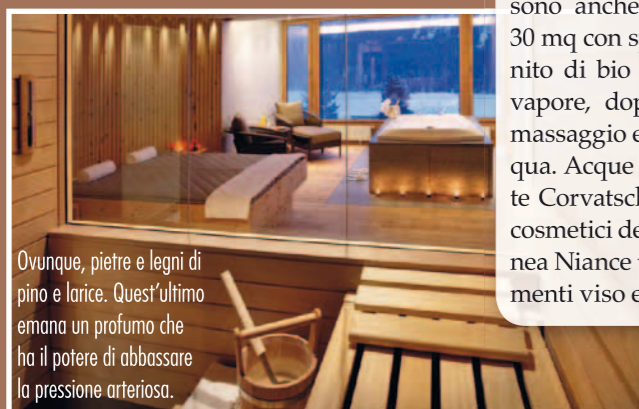 Ovunque, pietre e legni di
pino e larice. Quest’ultimo
emana un profumo che
ha il potere di abbassare
la pressione arteriosa.
sono anche
30 mq con s
nito di bio
vapore, dop
massaggio e
qua. Acque
te Corvatscl
cosmetici de
nea Niance
menti viso e